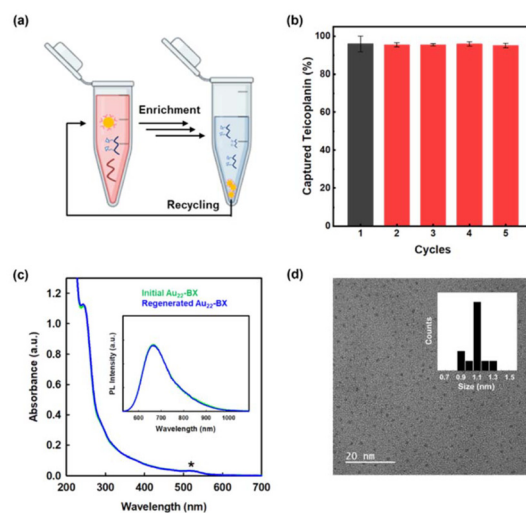 (a)
Enrichment
Recycling
(b)
Captured Teicoplanin (%)
100
80
60
40
20
0
1 2 3 4 5
Cycles
(c)
Absorbance (a.u.)
1.2
1.0
0.8
0.6
0.4
0.2
0.0
Initial Au22-BX
Regenerated Au22-BX
PL Intensity (a.u.)
600 700 800 900 1000
Wavelength (nm)
*
200 300 400 500 600 700
Wavelength (nm)
(d)
Counts
0.7 0.9 1.1 1.3 1.5
Size (nm)
20 nm